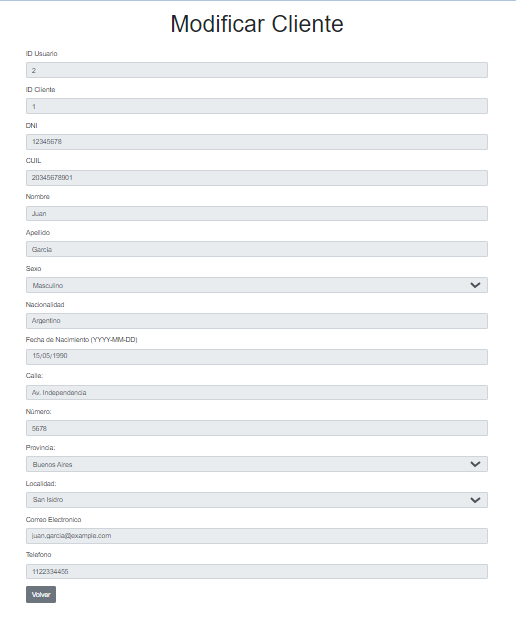 Modificar Cliente
ID Usuario
2
ID Cliente
1
DNI
12345678
CUIL
20345678901
Nombre
Juan
Apellido
García
Sexo
Masculino
Nacionalidad
Argentino
Fecha de Nacimiento (YYYY-MM-DD)
15/05/1990
Calle:
Av. Independencia
Número:
5678
Provincia:
Buenos Aires
Localidad:
San Isidro
Correo Electronico
juan.garcia@example.com
Telefono
1122334455
Volver